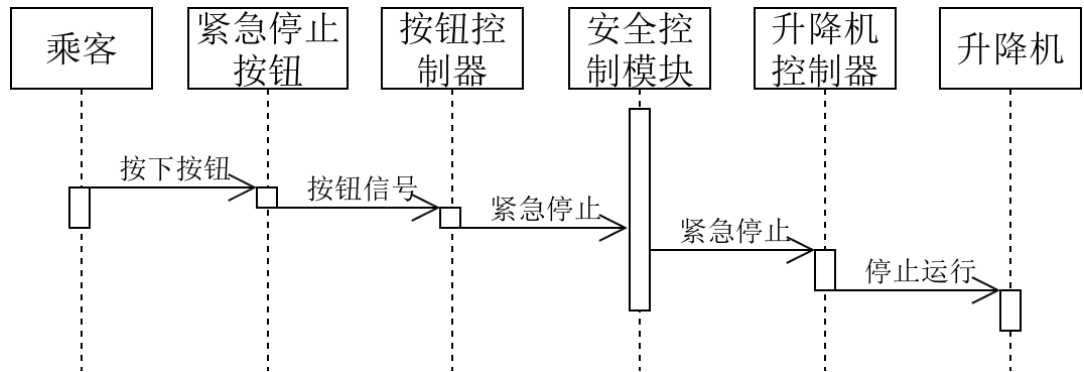 乘客
紧急停止
按钮
按钮控
制器
安全控
制模块
升降机
控制器
升降机
按下按钮
按钮信号
紧急停止
紧急停止
停止运行